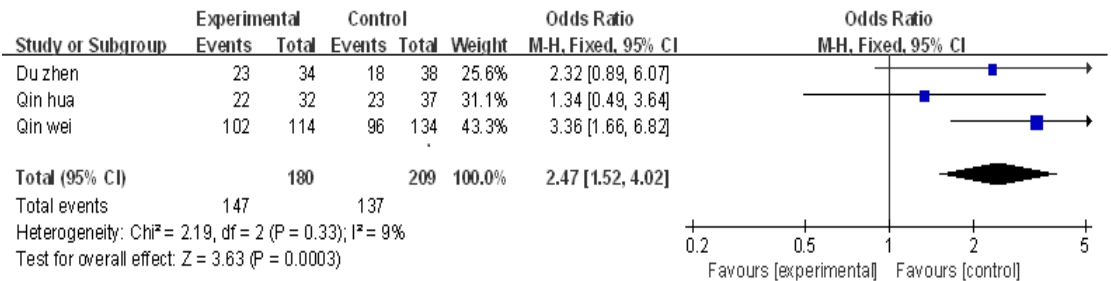 Experimental Control Odds Ratio Odds Ratio
Study or Subgroup Events Total Events Total Weight M-H, Fixed, 95% CI M-H, Fixed, 95% CI
Du zhen 23 34 18 38 25.6% 2.32 [0.89, 6.07]
Qin hua 22 32 23 37 31.1% 1.34 [0.49, 3.64]
Qin wei 102 114 96 134 43.3% 3.36 [1.66, 6.82]
Total (95% CI) 180 209 100.0% 2.47 [1.52, 4.02]
Total events 147 137
Heterogeneity: Chi² = 2.19, df = 2 (P = 0.33); I² = 9%
Test for overall effect: Z = 3.63 (P = 0.0003)
0.2 0.5 1 2 5
Favours [experimental] Favours [control]